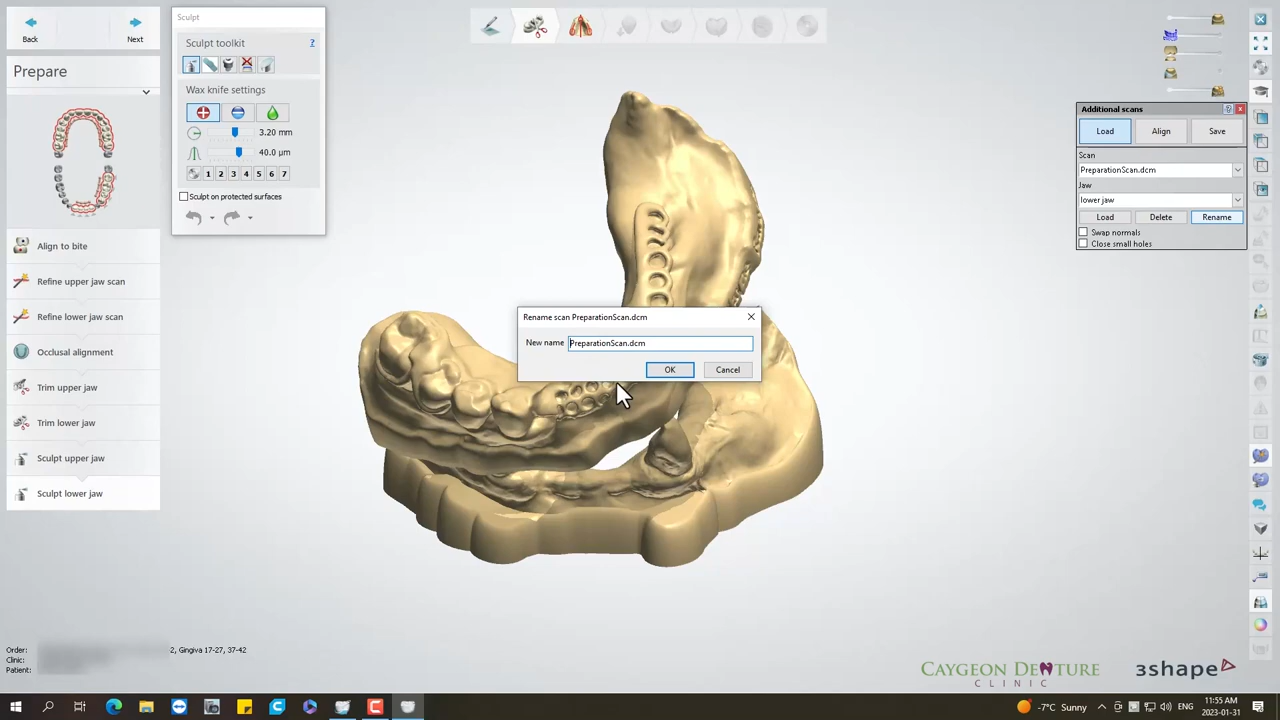 Back
Next
Prepare
Align to bite
Refine upper jaw scan
Refine lower jaw scan
Occlusal alignment
Trim upper jaw
Trim lower jaw
Sculpt upper jaw
Sculpt lower jaw
Sculpt
Sculpt toolkit
?
Wax knife settings
3.20 mm
40.0 µm
1 2 3 4 5 6 7
Sculpt on protected surfaces
Rename scan PreparationScan.dcm
New name PreparationScan.dcm
OK
Cancel
Additional scans
Load
Align
Save
Scan
PreparationScan.dcm
Jaw
lower jaw
Load
Delete
Rename
Swap normals
Close small holes
Order:
2, Gingiva 17-27, 37-42
Clinic:
Patient:
CAYGEON DENTURE
CLINIC
3shape
-7°C Sunny
ENG
11:55 AM
2023-01-31